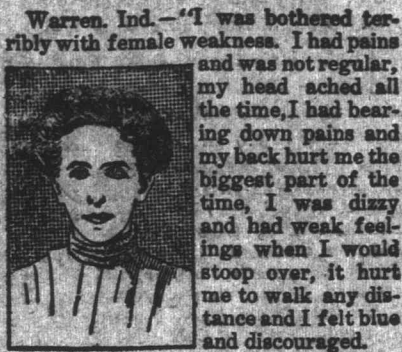 Warren. Ind.—"I was bothered ter-
ribly with female weakness. I had pains
and was not regular,
my head ached all
the time, I had bear-
ing down pains and
my back hurt me the
biggest part of the
time, I was dizzy
and had weak feel-
ings when I would
stoop over, it hurt
me to walk any dis-
tance and I felt blue
and discouraged.